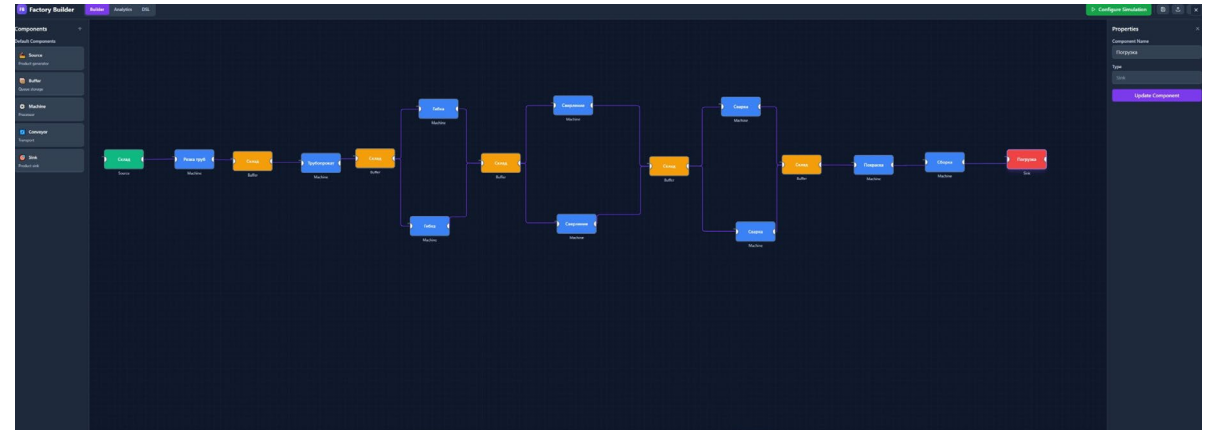 FB Factory Builder
Builder Analytics DSL
Configure Simulation
Components
Default Components
Source
Product generator
Buffer
Queue storage
Machine
Processor
Conveyor
Transport
Sink
Product sink
Склад
Source
Резка труб
Machine
Склад
Buffer
Трубопрокат
Machine
Склад
Buffer
Гибка
Machine
Гибка
Machine
Склад
Buffer
Сверление
Machine
Сверление
Machine
Склад
Buffer
Сварка
Machine
Сварка
Machine
Склад
Buffer
Покраска
Machine
Сборка
Machine
Погрузка
Sink
Properties
Component Name
Погрузка
Type
Sink
Update Component